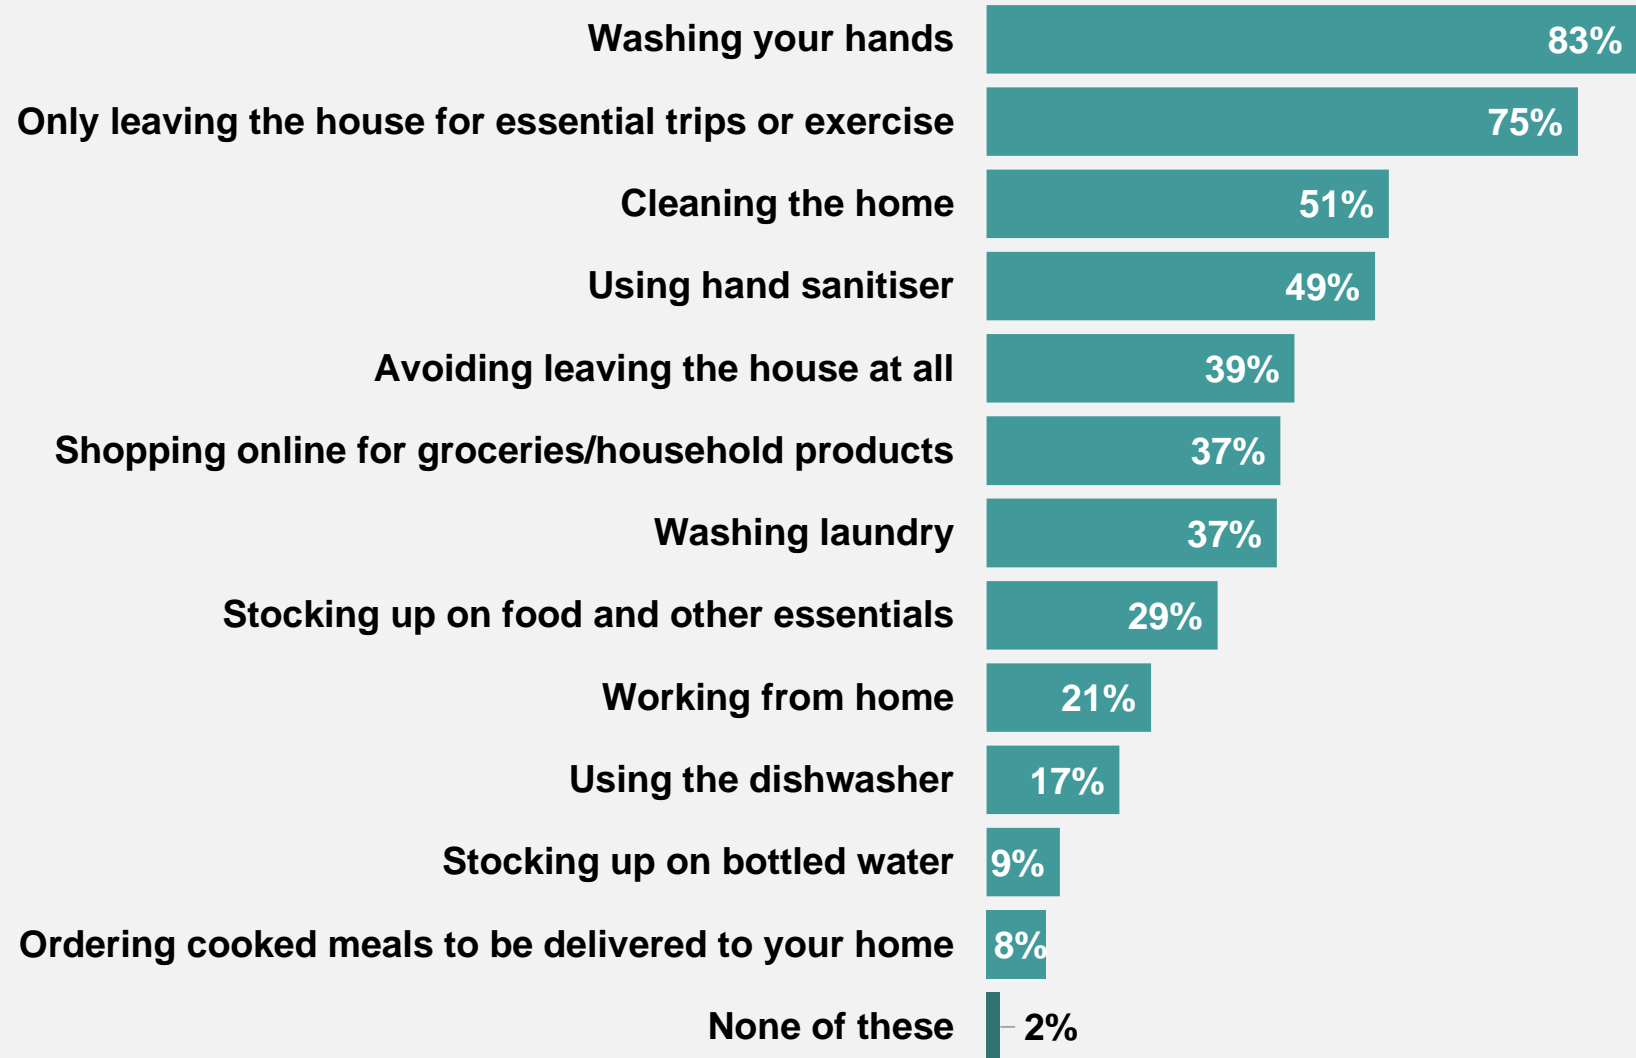 Washing your hands 83%
Only leaving the house for essential trips or exercise 75%
Cleaning the home 51%
Using hand sanitiser 49%
Avoiding leaving the house at all 39%
Shopping online for groceries/household products 37%
Washing laundry 37%
Stocking up on food and other essentials 29%
Working from home 21%
Using the dishwasher 17%
Stocking up on bottled water 9%
Ordering cooked meals to be delivered to your home 8%
None of these 2%